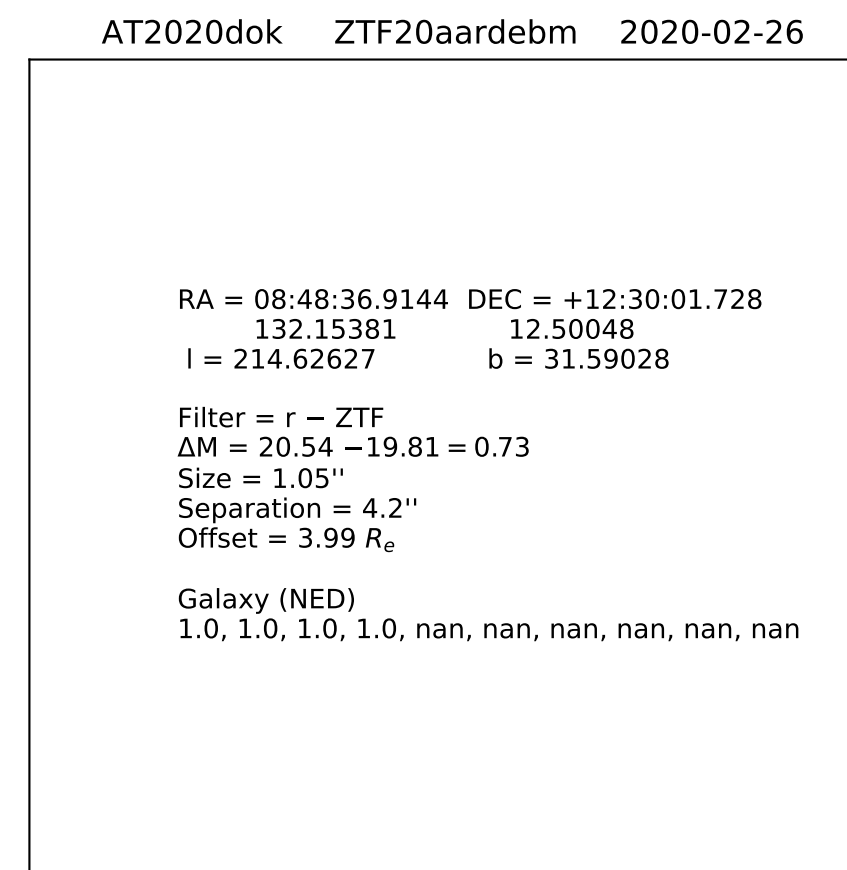 AT2020dok ZTF20aardebm 2020-02-26
RA = 08:48:36.9144 DEC = +12:30:01.728
132.15381 12.50048
l = 214.62627 b = 31.59028
Filter = r − ZTF
ΔM = 20.54 −19.81 = 0.73
Size = 1.05''
Separation = 4.2''
Offset = 3.99 Re
Galaxy (NED)
1.0, 1.0, 1.0, 1.0, nan, nan, nan, nan, nan, nan